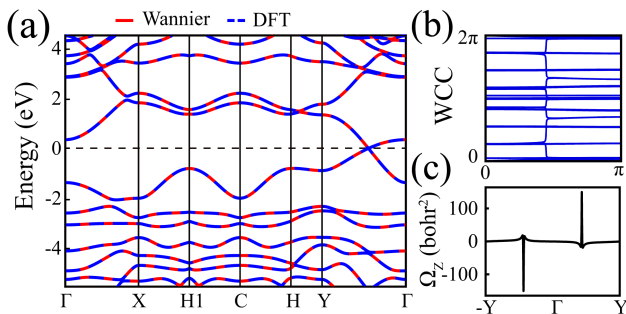 Wannier DFT
(a)
Energy (eV)
4
2
0
-2
-4
Γ X H1 C H Y Γ
(b)
WCC
2π
0
0 π
(c)
Ω_Z (bohr²)
100
0
-100
-Y Γ Y